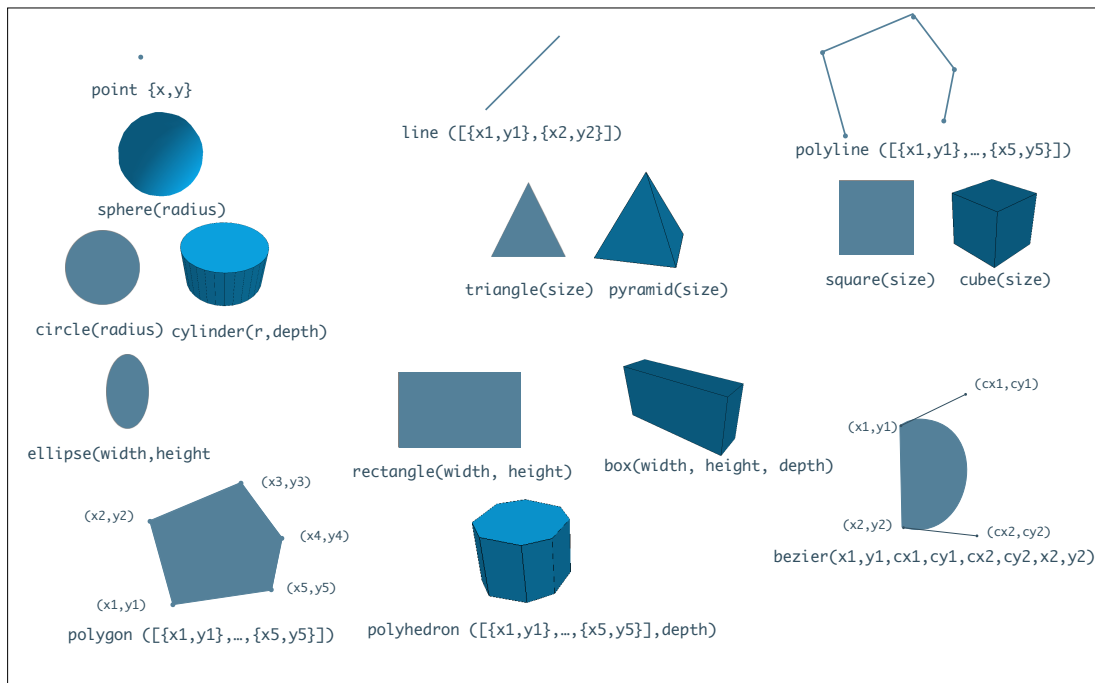 point {x,y}
line ([{x1,y1},{x2,y2}])
polyline ([{x1,y1},…,{x5,y5}])
sphere(radius)
triangle(size)
pyramid(size)
square(size)
cube(size)
circle(radius)
cylinder(r,depth)
ellipse(width,height
rectangle(width, height)
box(width, height, depth)
(cx1,cy1)
(x1,y1)
(x2,y2)
(cx2,cy2)
bezier(x1,y1,cx1,cy1,cx2,cy2,x2,y2)
(x3,y3)
(x2,y2)
(x4,y4)
(x5,y5)
(x1,y1)
polygon ([{x1,y1},…,{x5,y5}])
polyhedron ([{x1,y1},…,{x5,y5}],depth)